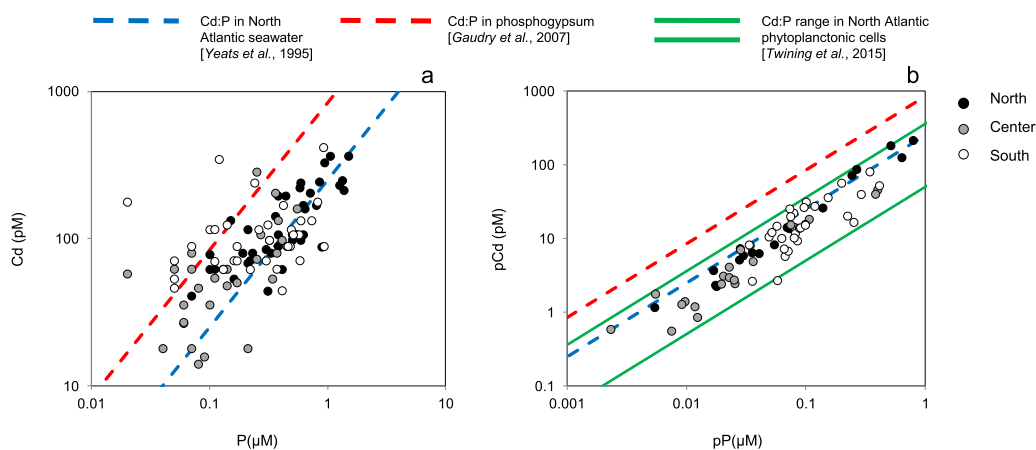 Cd:P in North
Atlantic seawater
[Yeats et al., 1995]
Cd:P in phosphogypsum
[Gaudry et al., 2007]
Cd:P range in North Atlantic
phytoplanctonic cells
[Twining et al., 2015]
a
1000
100
10
0.01
0.1
1
10
Cd (pM)
P(µM)
b
1000
100
10
1
0.1
0.001
0.01
0.1
1
pCd (pM)
pP(µM)
North
Center
South